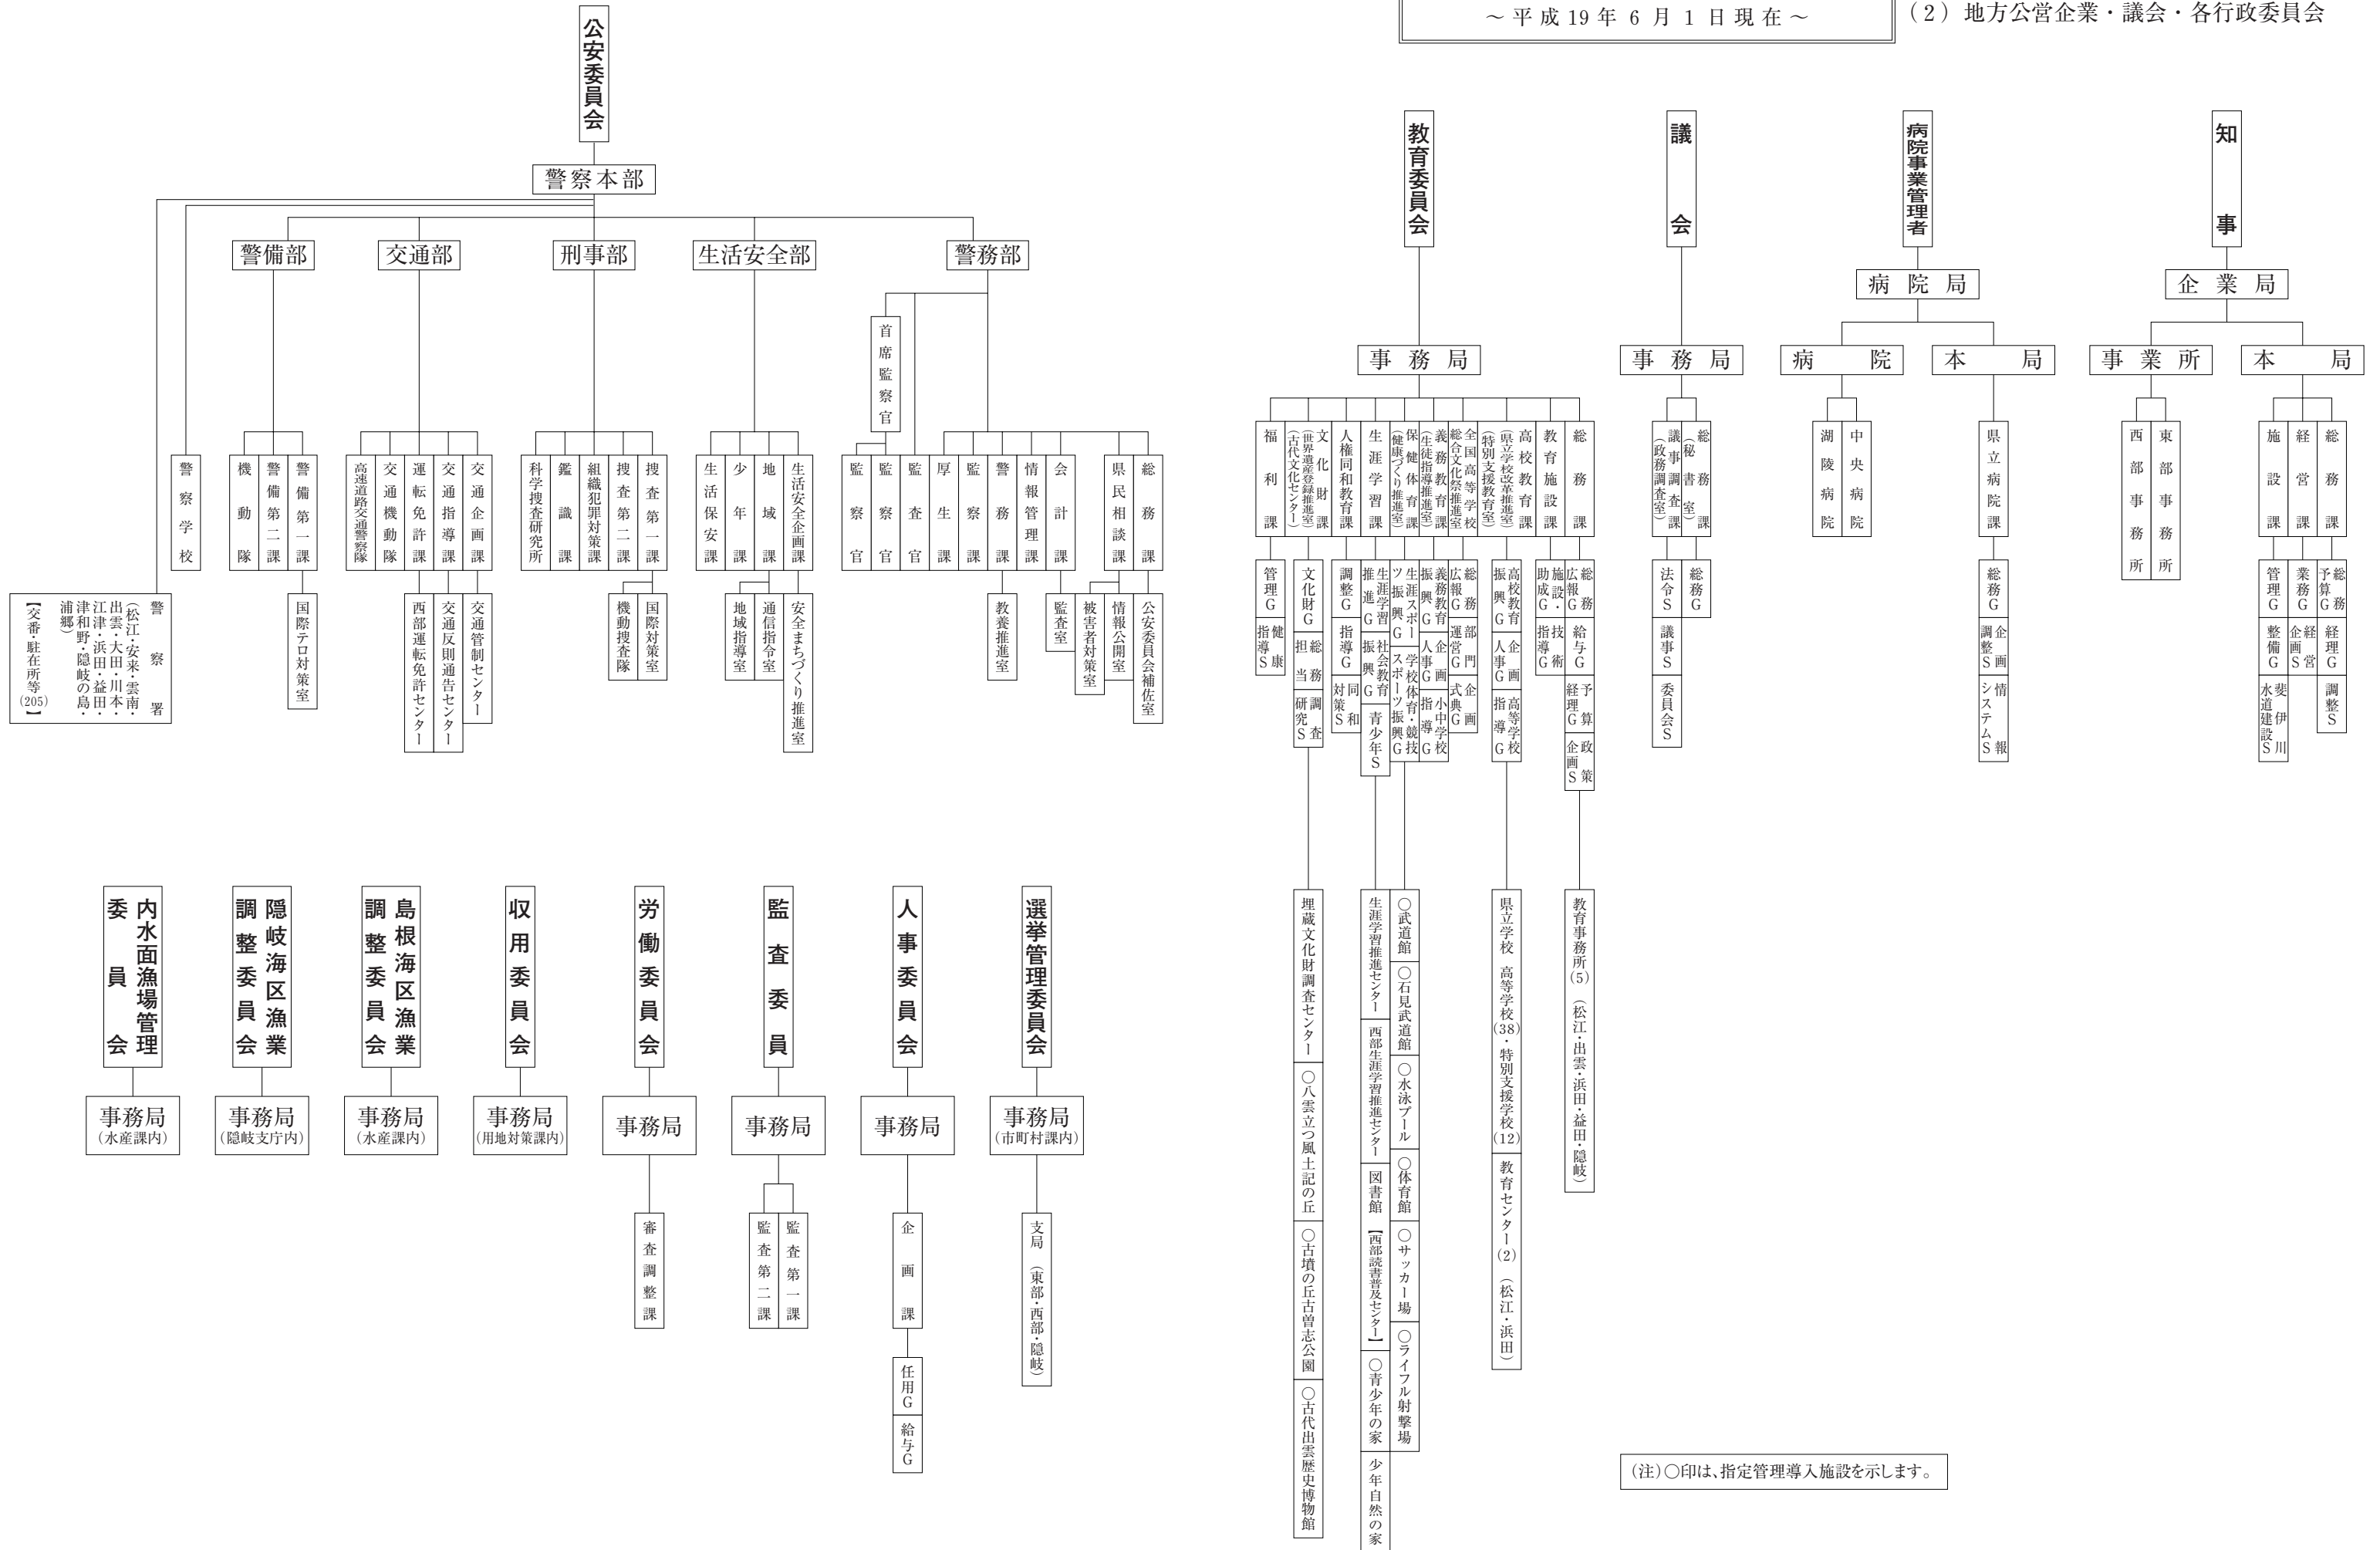 （2）地方公営企業・議会・各行政委員会
～平成19年6月1日現在～
知事
企業局
本局
総務課
総務予算G
経理G
調整S
経営課
業務G
経営企画S
施設課
管理G
整備G
斐伊川水道建設S
事業所
東部事務所
西部事務所
病院事業管理者
病院局
本局
県立病院課
総務G
企画調整S
情報システムS
病院
中央病院
湖陵病院
議会
事務局
総務課
（秘書室）
総務G
議事調査課
（政務調査室）
法令S
議事S
委員会S
教育委員会
事務局
総務課
総務広報G
給与G
予算経理G
政策企画S
教育事務所(5)　（松江・出雲・浜田・益田・隠岐）
教育施設課
施設・助成G
技術指導G
高校教育課
（県立学校改革推進室）
（特別支援教育室）
高校教育振興G
企画人事G
高等学校指導G
県立学校　高等学校(38)・特別支援学校(12)
教育センター(2)　（松江・浜田）
全国高等学校
総合文化祭推進室
総務広報G
部門運営G
企画式典G
義務教育課
（生徒指導推進室）
義務教育振興G
企画人事G
小中学校指導G
保健体育課
（健康づくり推進室）
生涯スポーツ振興G
学校体育・競技スポーツ振興G
○武道館
○石見武道館
○水泳プール
○体育館
○サッカー場
○ライフル射撃場
生涯学習課
生涯学習推進G
社会教育振興G
青少年S
生涯学習推進センター
西部生涯学習推進センター
図書館　【西部読書普及センター】
○青少年の家
少年自然の家
人権同和教育課
調整G
指導G
同和対策S
文化財課
（世界遺産登録推進室）
（古代文化センター）
文化財G
総務担当
調査研究S
埋蔵文化財調査センター
○八雲立つ風土記の丘
○古墳の丘古曽志公園
○古代出雲歴史博物館
福利課
管理G
健康指導S
公安委員会
警察本部
警務部
総務課
公安委員会補佐室
県民相談課
情報公開室
被害者対策室
会計課
監査室
情報管理課
警務課
教養推進室
監察課
厚生課
監査官
首席監察官
監察官
監察官
生活安全部
生活安全企画課
安全まちづくり推進室
地域課
通信指令室
地域指導室
少年課
生活保安課
刑事部
捜査第一課
国際対策室
機動捜査隊
捜査第二課
組織犯罪対策課
鑑識課
科学捜査研究所
交通部
交通企画課
交通管制センター
交通指導課
交通反則通告センター
運転免許課
西部運転免許センター
交通機動隊
高速道路交通警察隊
警備部
警備第一課
国際テロ対策室
警備第二課
機動隊
警察学校
警察署
（松江・安来・雲南・
出雲・大田・川本・
江津・浜田・益田・
津和野・隠岐の島・
浦郷）
【交番・駐在所等(205)】
選挙管理委員会
事務局
（市町村課内）
支局　（東部・西部・隠岐）
人事委員会
事務局
企画課
任用G
給与G
監査委員
事務局
監査第一課
監査第二課
労働委員会
事務局
審査調整課
収用委員会
事務局
（用地対策課内）
島根海区漁業
調整委員会
事務局
（水産課内）
隠岐海区漁業
調整委員会
事務局
（隠岐支庁内）
内水面漁場管理
委員会
事務局
（水産課内）
（注）○印は、指定管理導入施設を示します。